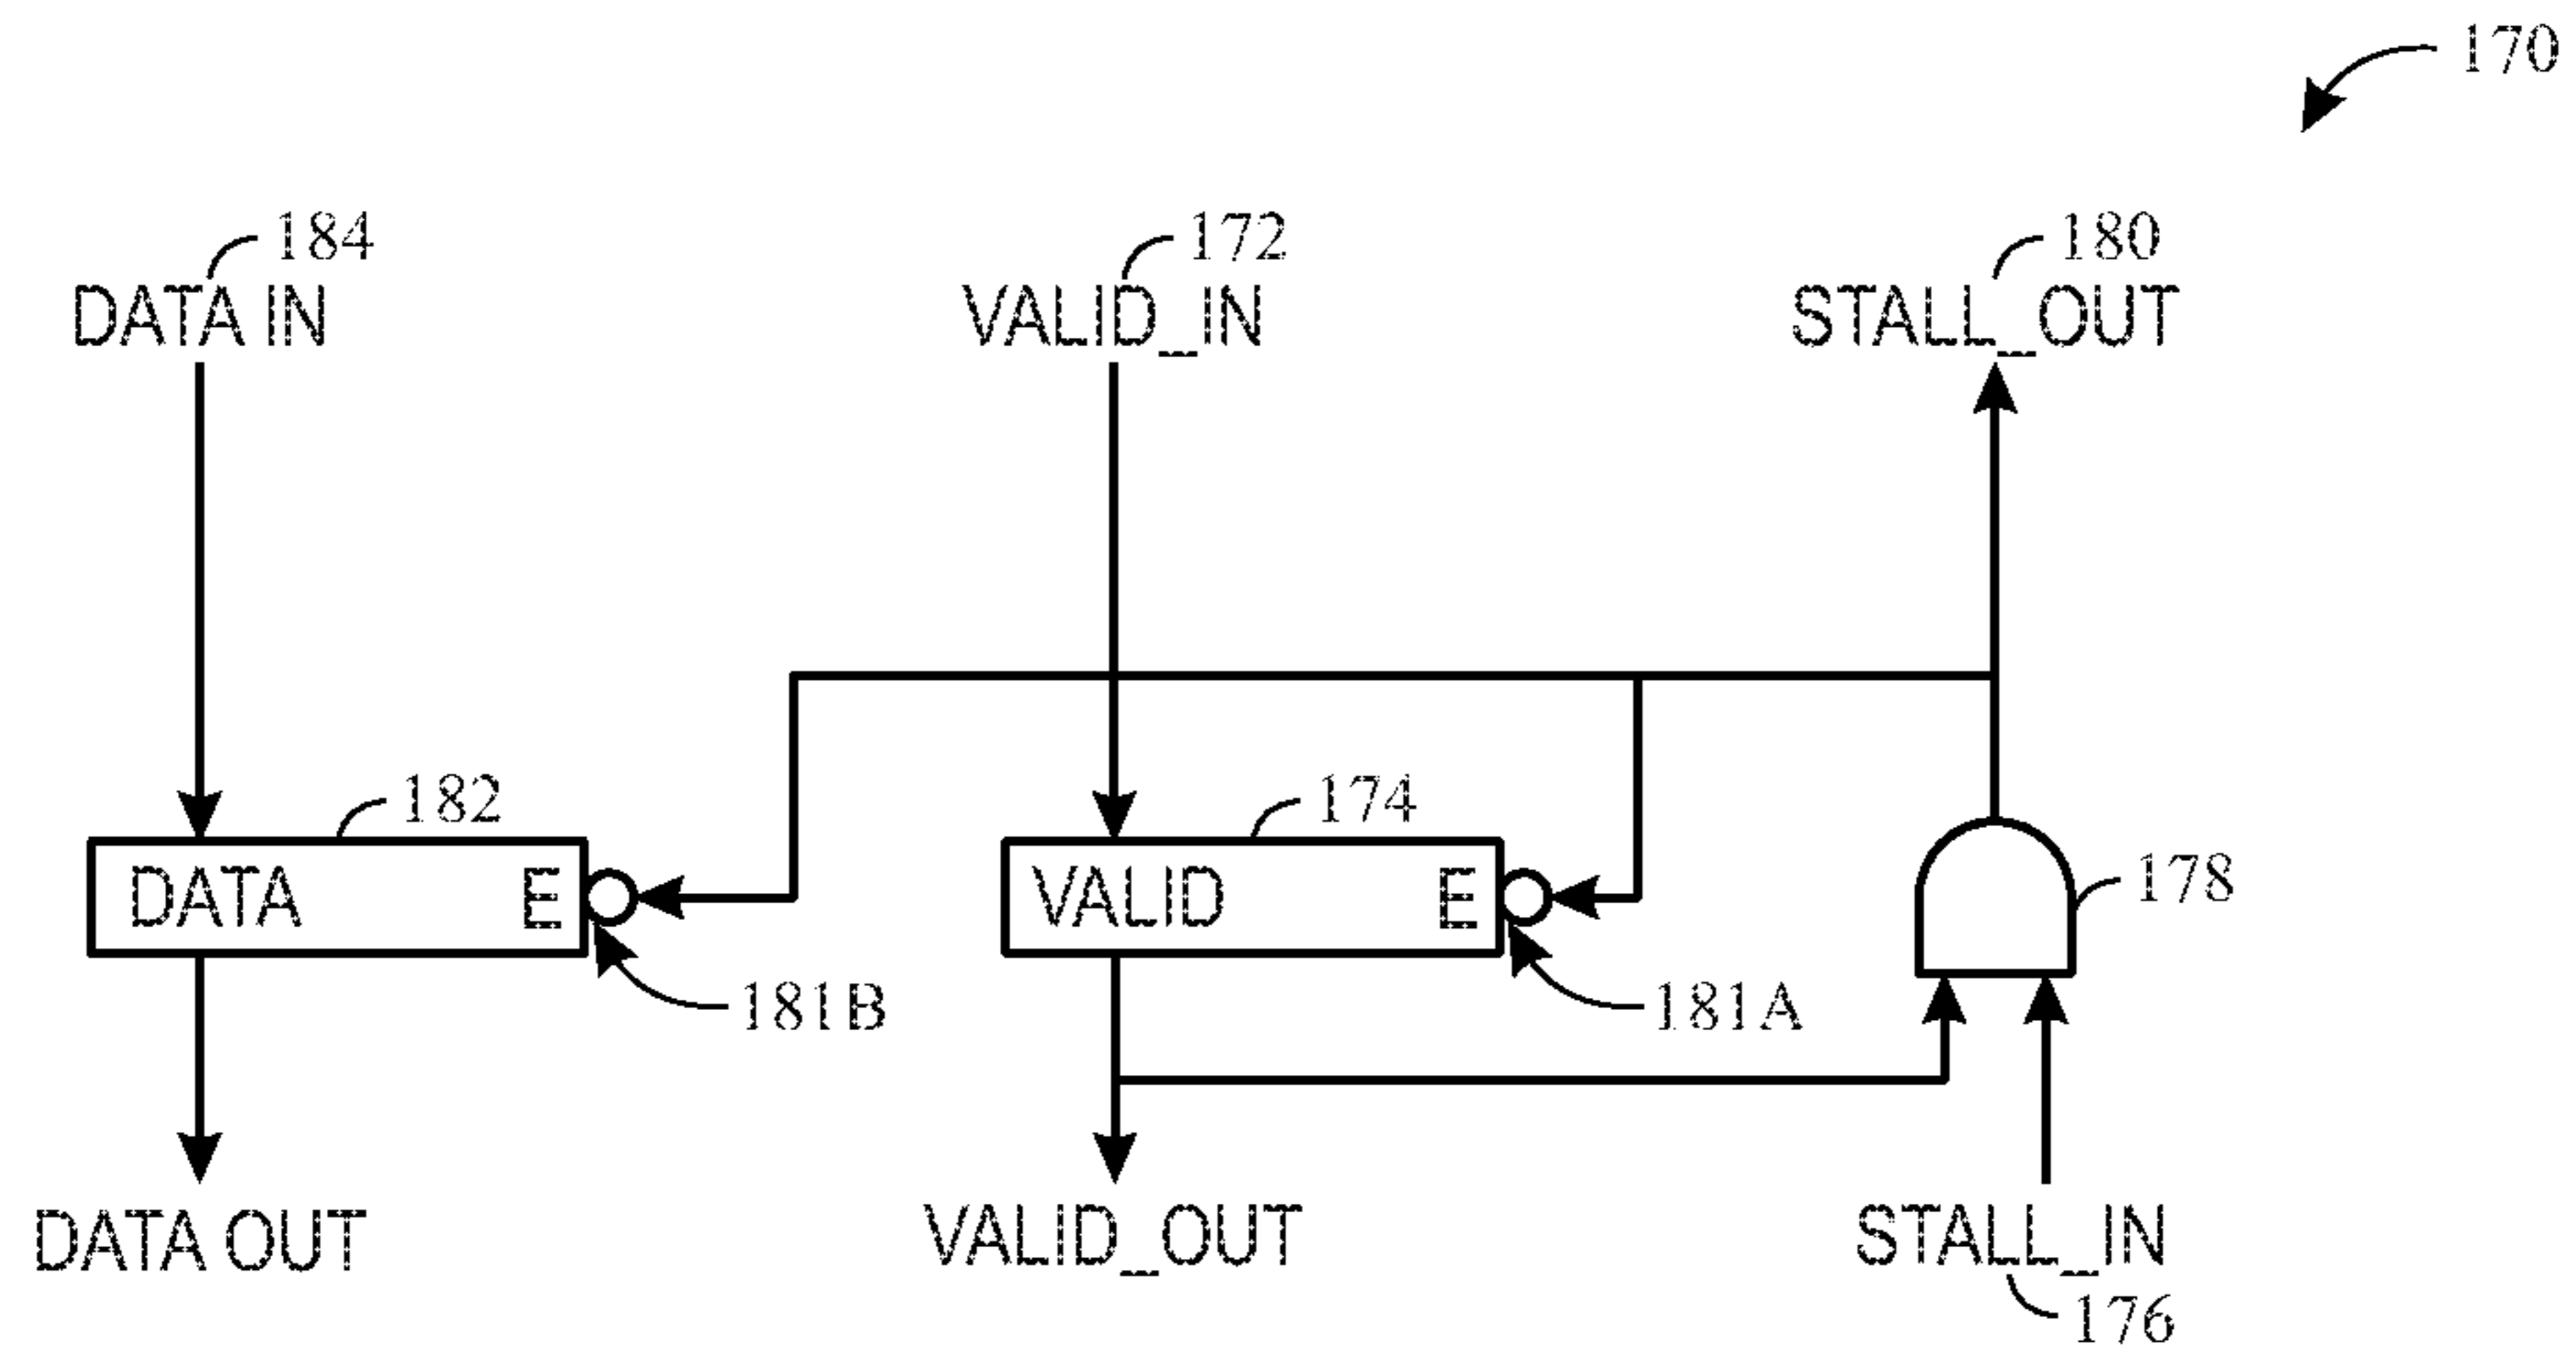 170
184 172 180
DATA IN VALID_IN STALL_OUT
182 174
DATA E VALID E 178
181B 181A
DATA OUT VALID_OUT STALL_IN
176